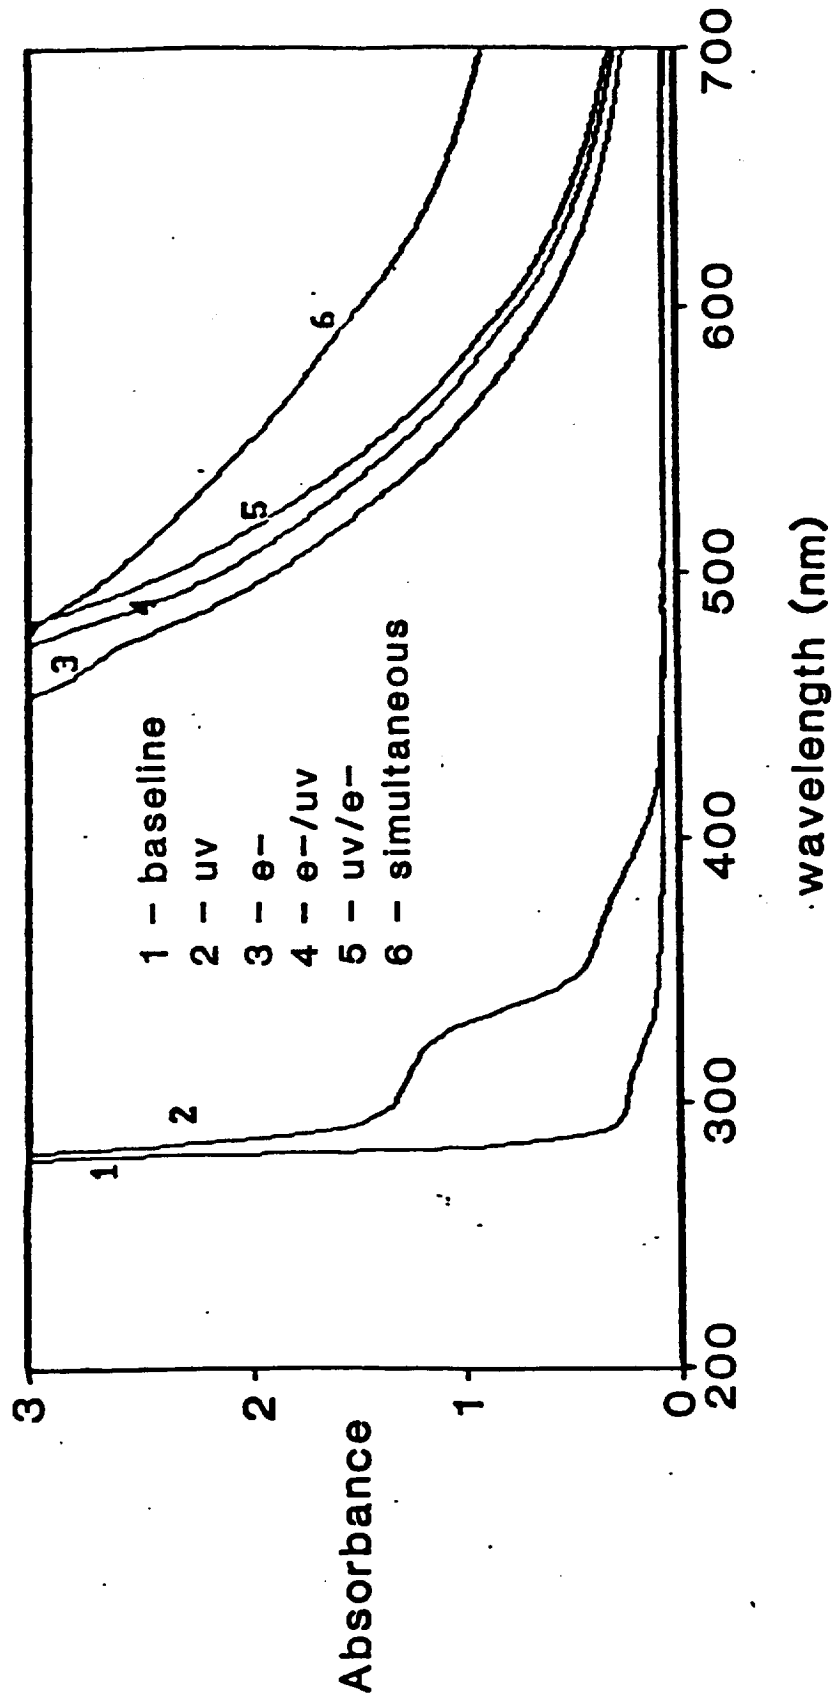 Absorbance
3
2
1
0
200
300
400
500
600
700
wavelength (nm)
1 – baseline
2 – uv
3 – e–
4 – e–/uv
5 – uv/e–
6 – simultaneous
1
2
3
4
5
6